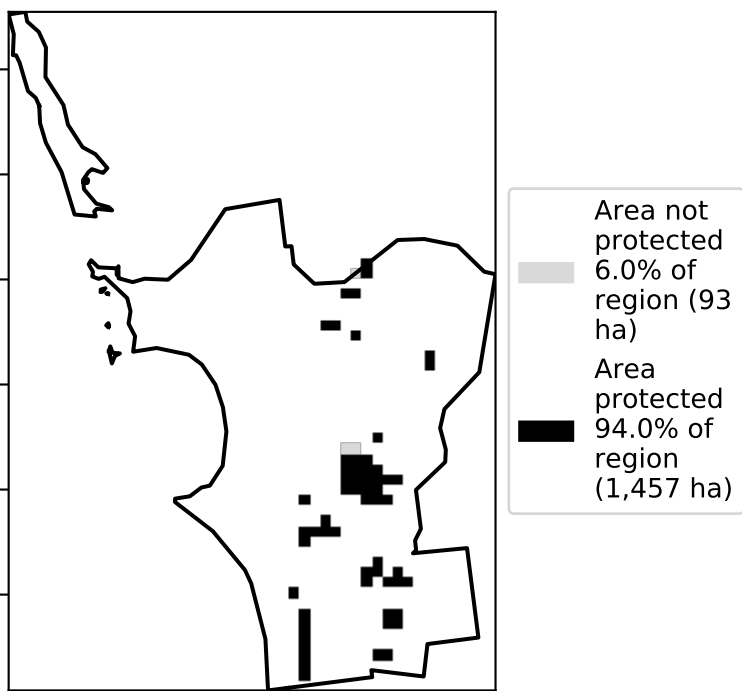 Area not
protected
6.0% of
region (93
ha)
Area
protected
94.0% of
region
(1,457 ha)